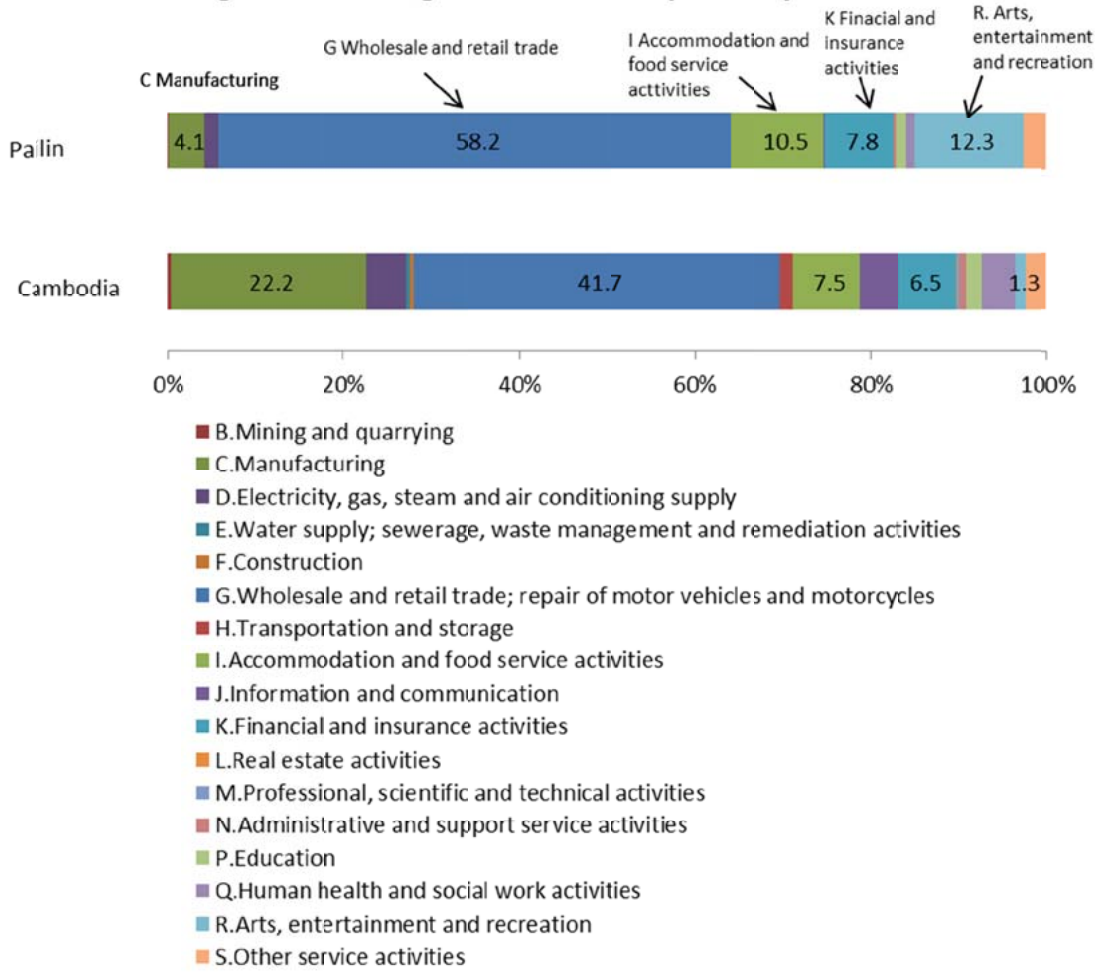 K Finacial and
insurance
activities
R. Arts,
entertainment
and recreation
G Wholesale and retail trade
I Accommodation and
food service
acttivities
C Manufacturing
Pailin
4.1
58.2
10.5
7.8
12.3
Cambodia
22.2
41.7
7.5
6.5
1.3
0%
20%
40%
60%
80%
100%
B.Mining and quarrying
C.Manufacturing
D.Electricity, gas, steam and air conditioning supply
E.Water supply; sewerage, waste management and remediation activities
F.Construction
G.Wholesale and retail trade; repair of motor vehicles and motorcycles
H.Transportation and storage
I.Accommodation and food service activities
J.Information and communication
K.Financial and insurance activities
L.Real estate activities
M.Professional, scientific and technical activities
N.Administrative and support service activities
P.Education
Q.Human health and social work activities
R.Arts, entertainment and recreation
S.Other service activities